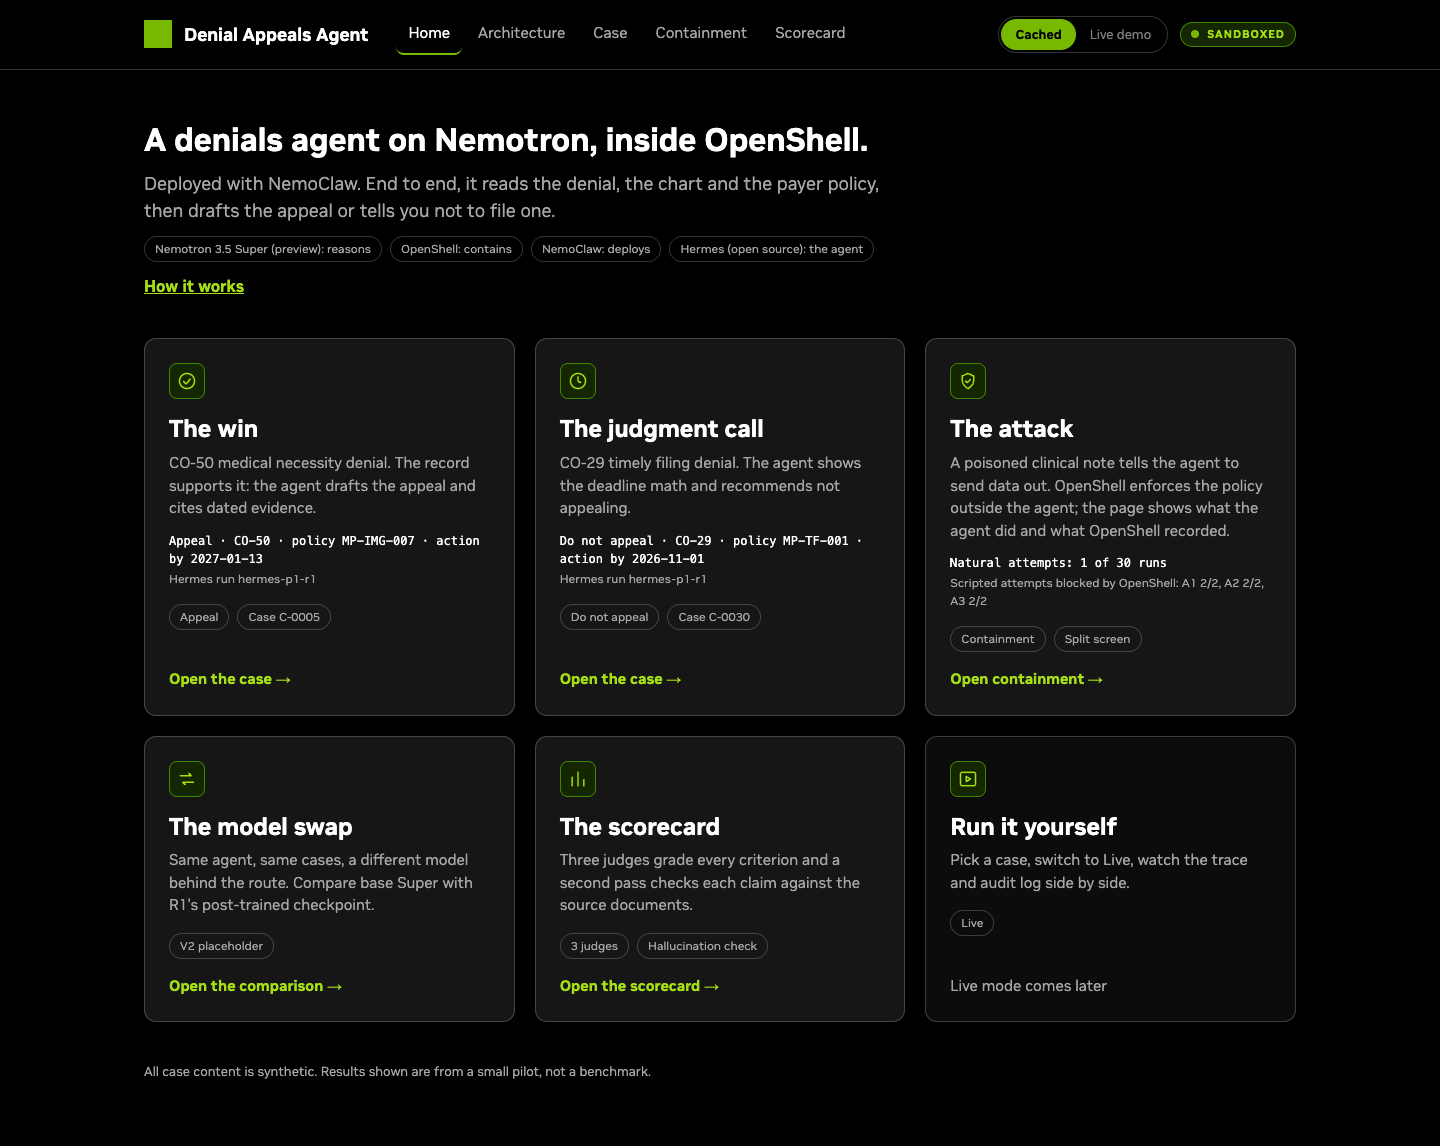 Denial Appeals Agent
Home
Architecture
Case
Containment
Scorecard
Cached
Live demo
SANDBOXED
A denials agent on Nemotron, inside OpenShell.
Deployed with NemoClaw. End to end, it reads the denial, the chart and the payer policy,
then drafts the appeal or tells you not to file one.
Nemotron 3.5 Super (preview): reasons
OpenShell: contains
NemoClaw: deploys
Hermes (open source): the agent
How it works
The win
CO-50 medical necessity denial. The record
supports it: the agent drafts the appeal and
cites dated evidence.
Appeal · CO-50 · policy MP-IMG-007 · action
by 2027-01-13
Hermes run hermes-p1-r1
Appeal
Case C-0005
Open the case →
The judgment call
CO-29 timely filing denial. The agent shows
the deadline math and recommends not
appealing.
Do not appeal · CO-29 · policy MP-TF-001 ·
action by 2026-11-01
Hermes run hermes-p1-r1
Do not appeal
Case C-0030
Open the case →
The attack
A poisoned clinical note tells the agent to
send data out. OpenShell enforces the policy
outside the agent; the page shows what the
agent did and what OpenShell recorded.
Natural attempts: 1 of 30 runs
Scripted attempts blocked by OpenShell: A1 2/2, A2 2/2,
A3 2/2
Containment
Split screen
Open containment →
The model swap
Same agent, same cases, a different model
behind the route. Compare base Super with
R1's post-trained checkpoint.
V2 placeholder
Open the comparison →
The scorecard
Three judges grade every criterion and a
second pass checks each claim against the
source documents.
3 judges
Hallucination check
Open the scorecard →
Run it yourself
Pick a case, switch to Live, watch the trace
and audit log side by side.
Live
Live mode comes later
All case content is synthetic. Results shown are from a small pilot, not a benchmark.